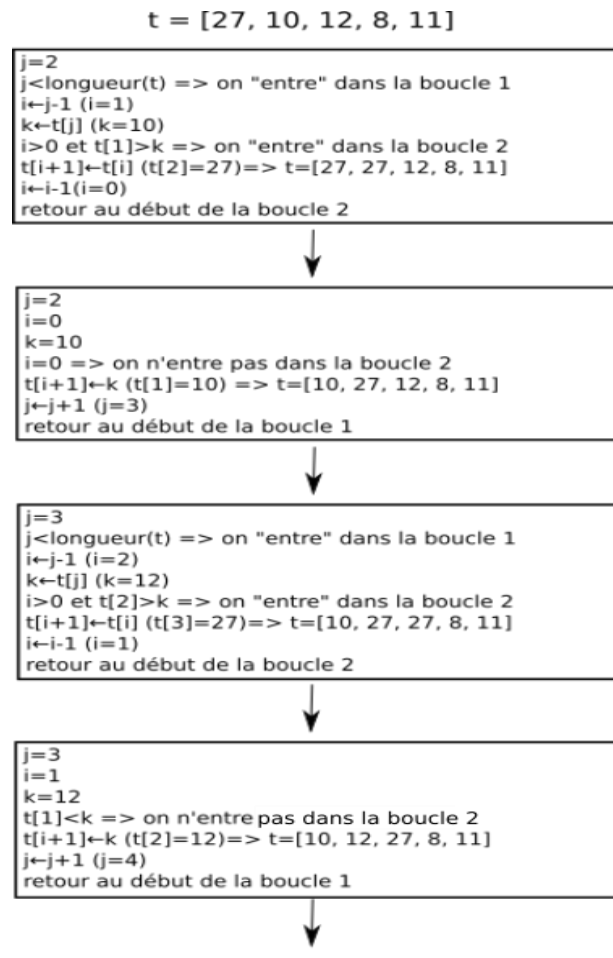 t = [27, 10, 12, 8, 11]
j=2
j<longueur(t) => on "entre" dans la boucle 1
i←j-1 (i=1)
k←t[j] (k=10)
i>0 et t[1]>k => on "entre" dans la boucle 2
t[i+1]←t[i] (t[2]=27)=> t=[27, 27, 12, 8, 11]
i←i-1(i=0)
retour au début de la boucle 2
j=2
i=0
k=10
i=0 => on n'entre pas dans la boucle 2
t[i+1]←k (t[1]=10) => t=[10, 27, 12, 8, 11]
j←j+1 (j=3)
retour au début de la boucle 1
j=3
j<longueur(t) => on "entre" dans la boucle 1
i←j-1 (i=2)
k←t[j] (k=12)
i>0 et t[2]>k => on "entre" dans la boucle 2
t[i+1]←t[i] (t[3]=27)=> t=[10, 27, 27, 8, 11]
i←i-1 (i=1)
retour au début de la boucle 2
j=3
i=1
k=12
t[1]<k => on n'entre pas dans la boucle 2
t[i+1]←k (t[2]=12)=> t=[10, 12, 27, 8, 11]
j←j+1 (j=4)
retour au début de la boucle 1